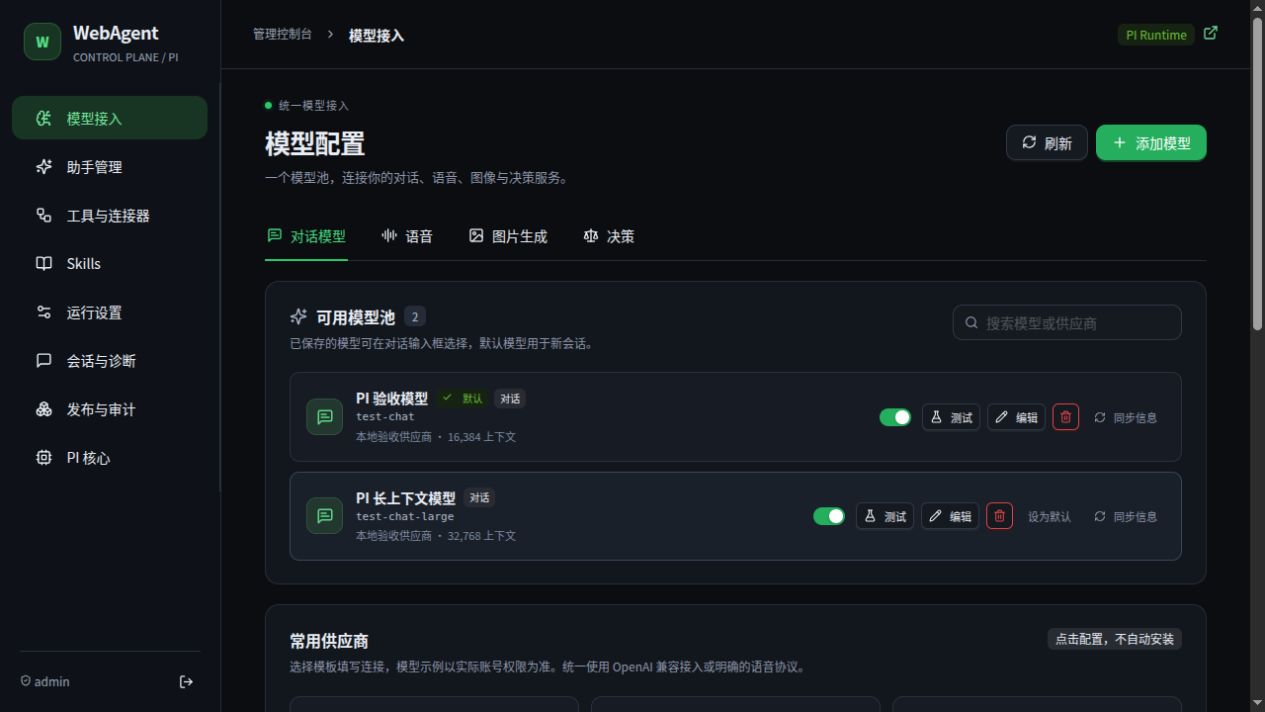 W
WebAgent
CONTROL PLANE / PI
模型接入
助手管理
工具与连接器
Skills
运行设置
会话与诊断
发布与审计
PI 核心
admin
管理控制台 › 模型接入
PI Runtime
统一模型接入
模型配置
一个模型池，连接你的对话、语音、图像与决策服务。
刷新
添加模型
对话模型 语音 图片生成 决策
可用模型池 2
已保存的模型可在对话输入框选择，默认模型用于新会话。
搜索模型或供应商
PI 验收模型 默认 对话
test-chat
本地验收供应商 · 16,384 上下文
测试 编辑 同步信息
PI 长上下文模型 对话
test-chat-large
本地验收供应商 · 32,768 上下文
测试 编辑 设为默认 同步信息
常用供应商
点击配置，不自动安装
选择模板填写连接，模型示例以实际账号权限为准。统一使用 OpenAI 兼容接入或明确的语音协议。